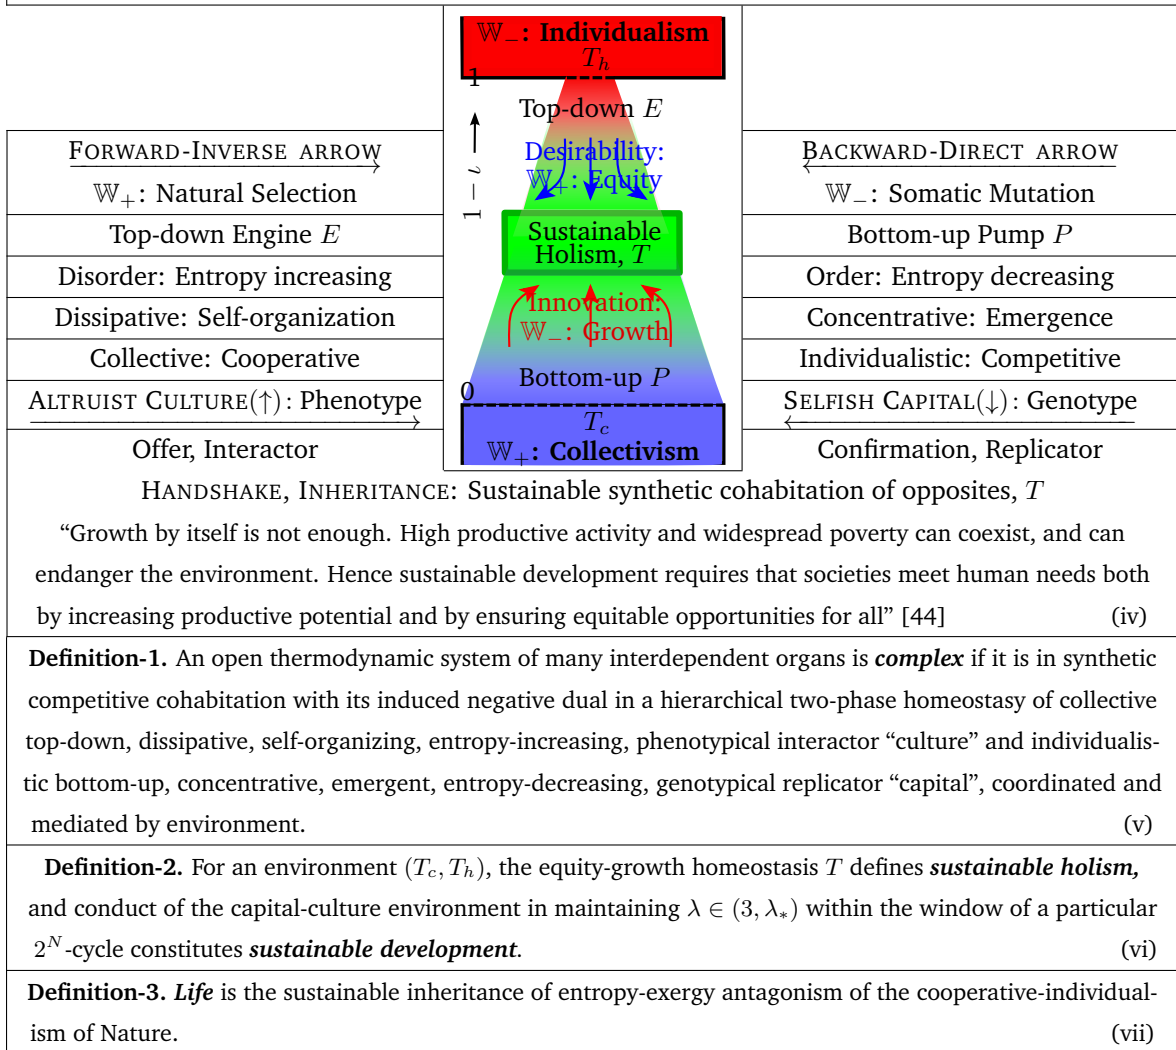 𝕎₋: Individualism
T_h
1
Top-down E
1 − ι ⟶
FORWARD-INVERSE ARROW
Desirability:
BACKWARD-DIRECT ARROW
𝕎₊: Natural Selection
𝕎₊: Equity
𝕎₋: Somatic Mutation
Top-down Engine E
Sustainable
Holism, T
Bottom-up Pump P
Disorder: Entropy increasing
Order: Entropy decreasing
Dissipative: Self-organization
Innovation:
𝕎₋: Growth
Concentrative: Emergence
Collective: Cooperative
Bottom-up P
Individualistic: Competitive
0
ALTRUIST CULTURE(↑): Phenotype
T_c
SELFISH CAPITAL(↓): Genotype
Offer, Interactor
𝕎₊: Collectivism
Confirmation, Replicator
HANDSHAKE, INHERITANCE: Sustainable synthetic cohabitation of opposites, T
“Growth by itself is not enough. High productive activity and widespread poverty can coexist, and can
endanger the environment. Hence sustainable development requires that societies meet human needs both
by increasing productive potential and by ensuring equitable opportunities for all” [44] (iv)
Definition-1. An open thermodynamic system of many interdependent organs is complex if it is in synthetic
competitive cohabitation with its induced negative dual in a hierarchical two-phase homeostasy of collective
top-down, dissipative, self-organizing, entropy-increasing, phenotypical interactor “culture” and individualis-
tic bottom-up, concentrative, emergent, entropy-decreasing, genotypical replicator “capital”, coordinated and
mediated by environment. (v)
Definition-2. For an environment (T_c, T_h), the equity-growth homeostasis T defines sustainable holism,
and conduct of the capital-culture environment in maintaining λ ∈ (3, λ_*) within the window of a particular
2^N-cycle constitutes sustainable development. (vi)
Definition-3. Life is the sustainable inheritance of entropy-exergy antagonism of the cooperative-individual-
ism of Nature. (vii)